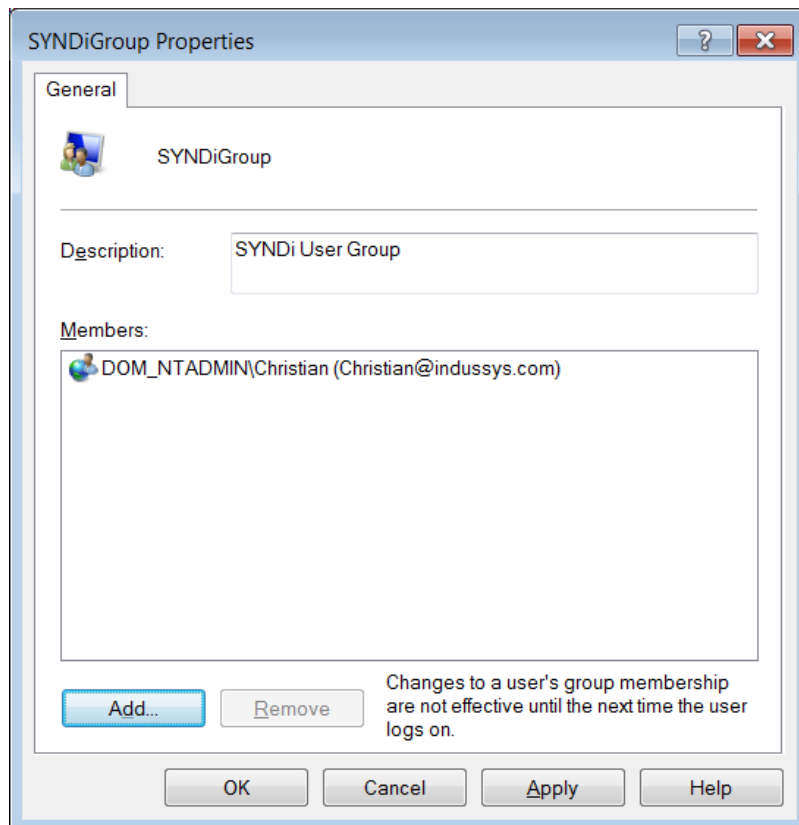 SYNDiGroup Properties
General
SYNDiGroup
Description:
SYNDi User Group
Members:
DOM_NTADMIN\Christian (Christian@indussys.com)
Add...
Remove
Changes to a user's group membership
are not effective until the next time the user
logs on.
OK
Cancel
Apply
Help